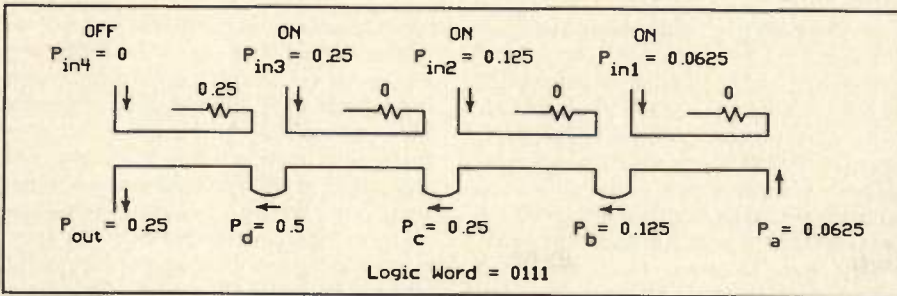 OFF ON ON ON
P_in4 = 0 P_in3 = 0.25 P_in2 = 0.125 P_in1 = 0.0625
0.25 0 0 0
P_out = 0.25 P_d = 0.5 P_c = 0.25 P_b = 0.125 P_a = 0.0625
Logic Word = 0111